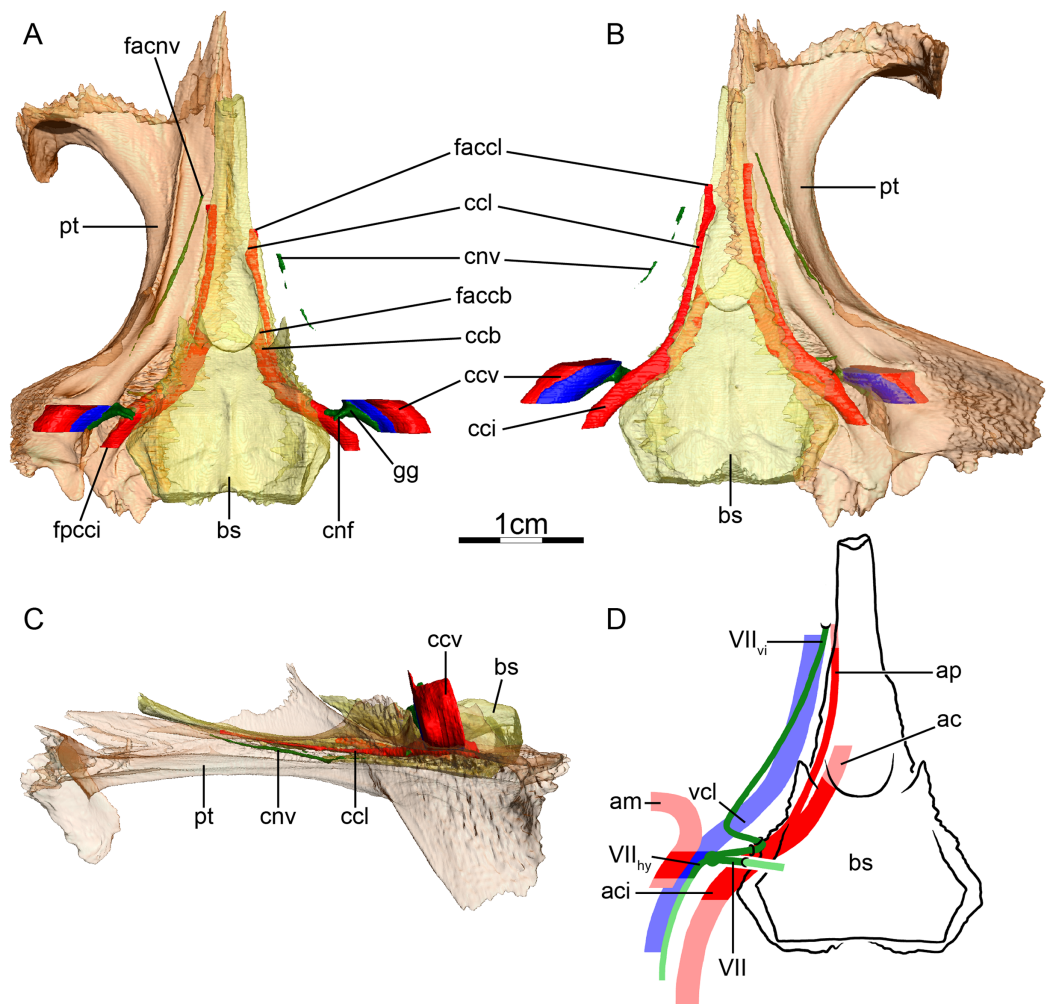 A
B
facnv
faccl
ccl
pt
pt
cnv
faccb
ccb
ccv
cci
gg
fpcci
bs
cnf
bs
1cm
C
D
ccv
bs
VIIvi
ap
ac
vcl
am
pt
cnv
ccl
VIIhy
bs
aci
VII